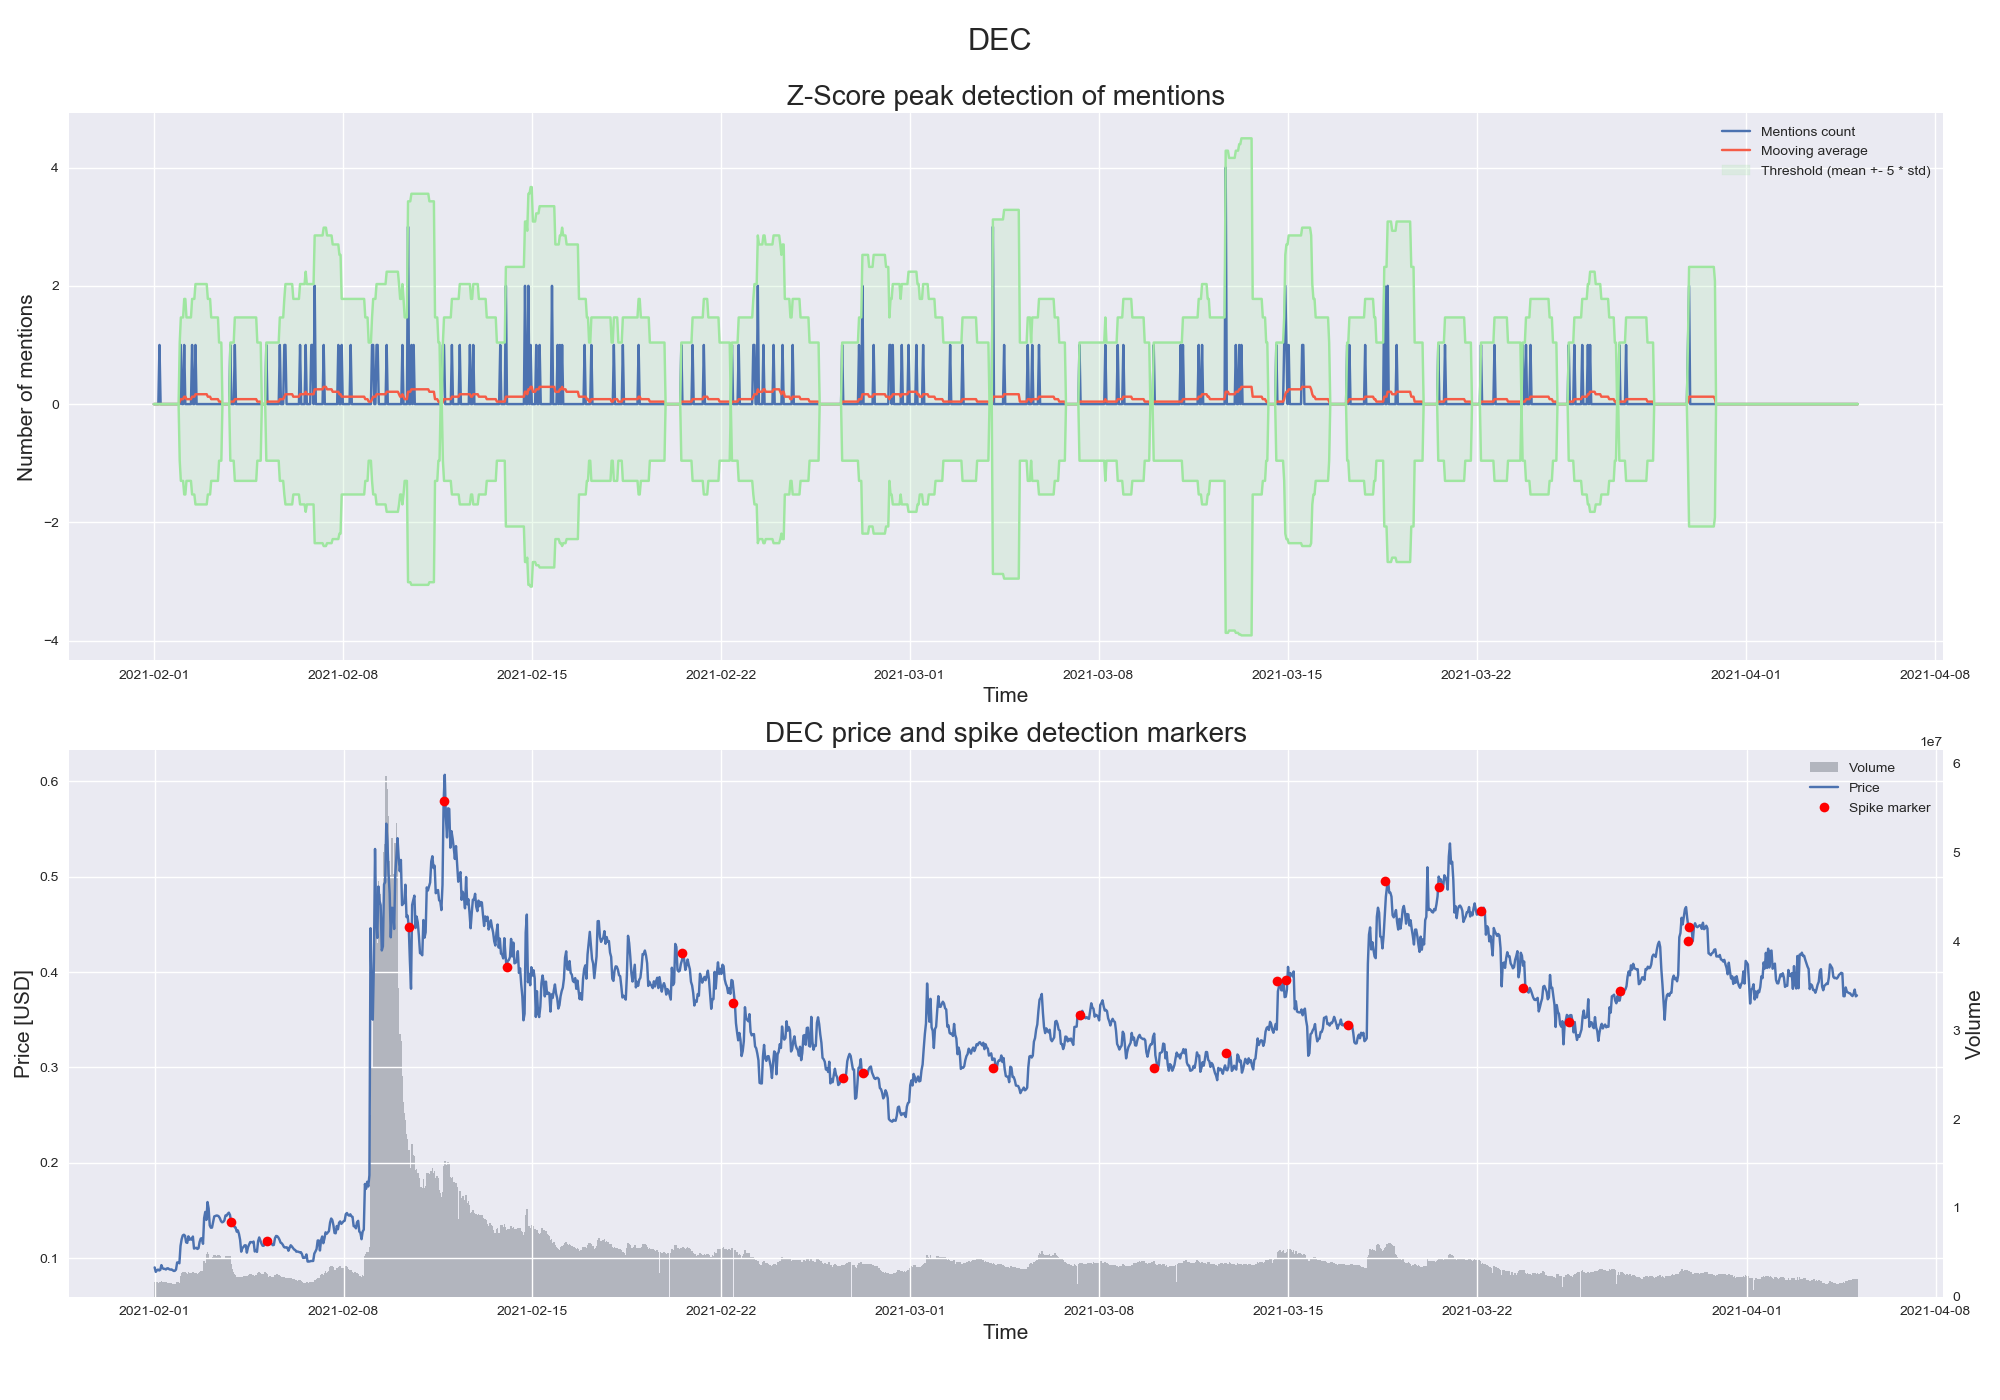 DEC
Z-Score peak detection of mentions
Mentions count
Mooving average
Threshold (mean +- 5 * std)
Number of mentions
4
2
0
−2
−4
2021-02-01 2021-02-08 2021-02-15 2021-02-22 2021-03-01 2021-03-08 2021-03-15 2021-03-22 2021-04-01 2021-04-08
Time
DEC price and spike detection markers
1e7
Volume
Price
Spike marker
Price [USD]
0.6
0.5
0.4
0.3
0.2
0.1
6
5
4
3
2
1
0
Volume
2021-02-01 2021-02-08 2021-02-15 2021-02-22 2021-03-01 2021-03-08 2021-03-15 2021-03-22 2021-04-01 2021-04-08
Time